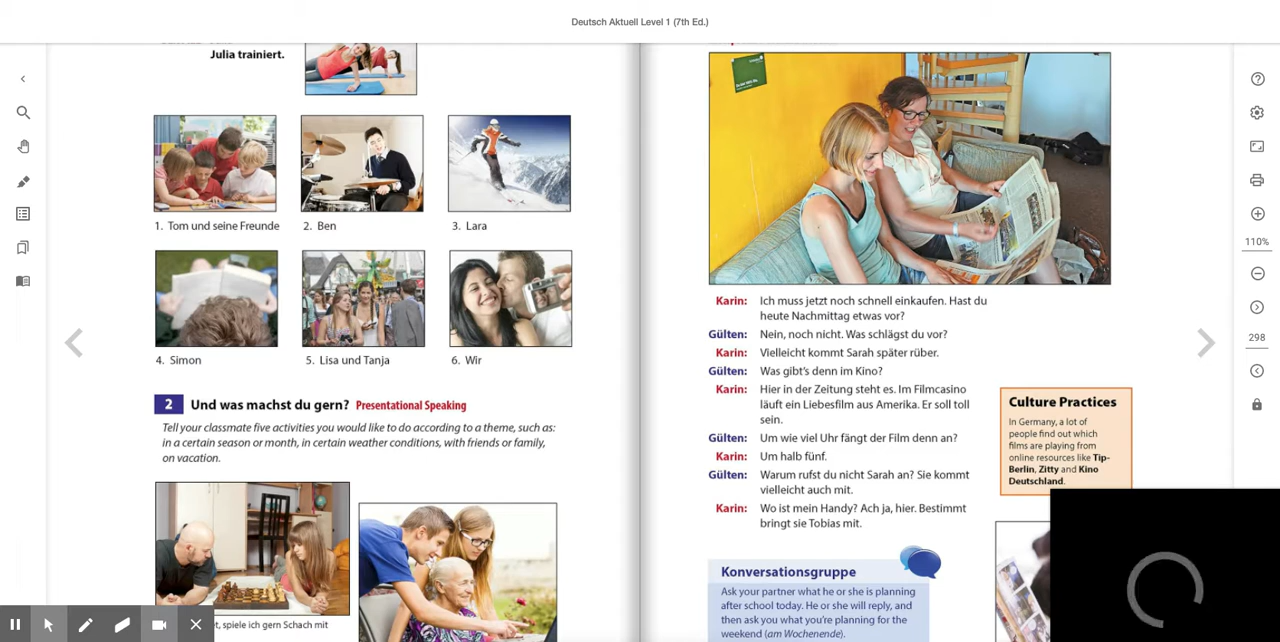 Deutsch Aktuell Level 1 (7th Ed.)
Julia trainiert.
1. Tom und seine Freunde
2. Ben
3. Lara
4. Simon
5. Lisa und Tanja
6. Wir
2 Und was machst du gern? Presentational Speaking
Tell your classmate five activities you would like to do according to a theme, such as:
in a certain season or month, in certain weather conditions, with friends or family,
on vacation.
et, spiele ich gern Schach mit
Karin: Ich muss jetzt noch schnell einkaufen. Hast du
heute Nachmittag etwas vor?
Gülten: Nein, noch nicht. Was schlägst du vor?
Karin: Vielleicht kommt Sarah später rüber.
Gülten: Was gibt's denn im Kino?
Karin: Hier in der Zeitung steht es. Im Filmcasino
läuft ein Liebesfilm aus Amerika. Er soll toll
sein.
Gülten: Um wie viel Uhr fängt der Film denn an?
Karin: Um halb fünf.
Gülten: Warum rufst du nicht Sarah an? Sie kommt
vielleicht auch mit.
Karin: Wo ist mein Handy? Ach ja, hier. Bestimmt
bringt sie Tobias mit.
Culture Practices
In Germany, a lot of
people find out which
films are playing from
online resources like Tip-
Berlin, Zitty and Kino
Deutschland.
Konversationsgruppe
Ask your partner what he or she is planning
after school today. He or she will reply, and
then ask you what you're planning for the
weekend (am Wochenende).
110%
298